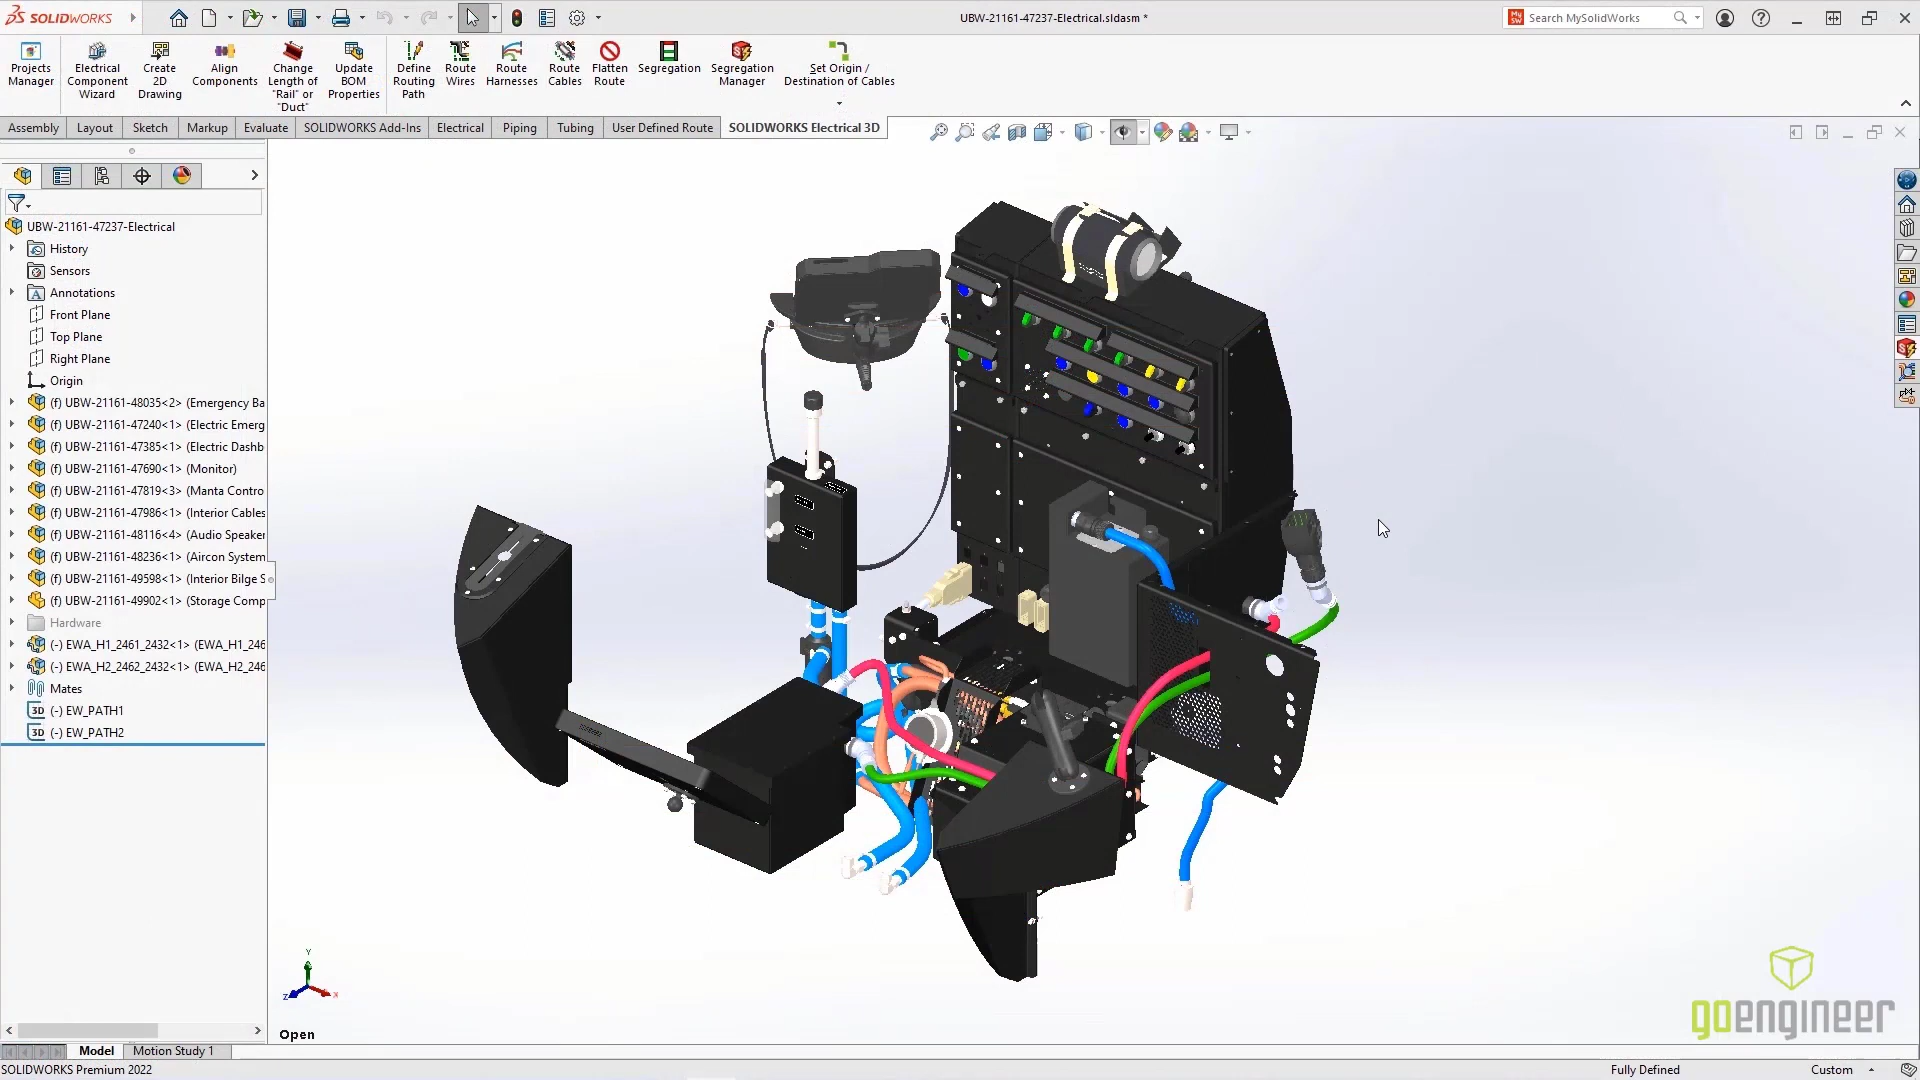 SOLIDWORKS
UBW-21161-47237-Electrical.sldasm *
Search MySolidWorks
Projects Manager
Electrical Component Wizard
Create 2D Drawing
Align Components
Change Length of "Rail" or "Duct"
Update BOM Properties
Define Routing Path
Route Wires
Route Harnesses
Route Cables
Flatten Route
Segregation
Segregation Manager
Set Origin / Destination of Cables
Assembly
Layout
Sketch
Markup
Evaluate
SOLIDWORKS Add-Ins
Electrical
Piping
Tubing
User Defined Route
SOLIDWORKS Electrical 3D
UBW-21161-47237-Electrical
History
Sensors
Annotations
Front Plane
Top Plane
Right Plane
Origin
(f) UBW-21161-48035<2> (Emergency Ba
(f) UBW-21161-47240<1> (Electric Emerg
(f) UBW-21161-47385<1> (Electric Dashb
(f) UBW-21161-47690<1> (Monitor)
(f) UBW-21161-47819<3> (Manta Contro
(f) UBW-21161-47986<1> (Interior Cables
(f) UBW-21161-48116<4> (Audio Speaker
(f) UBW-21161-48236<1> (Aircon System
(f) UBW-21161-49598<1> (Interior Bilge S
(f) UBW-21161-49902<1> (Storage Comp
Hardware
(-) EWA_H1_2461_2432<1> (EWA_H1_246
(-) EWA_H2_2462_2432<1> (EWA_H2_246
Mates
3D (-) EW_PATH1
3D (-) EW_PATH2
Y
Z
X
Open
goengineer
Model
Motion Study 1
SOLIDWORKS Premium 2022
Fully Defined
Custom